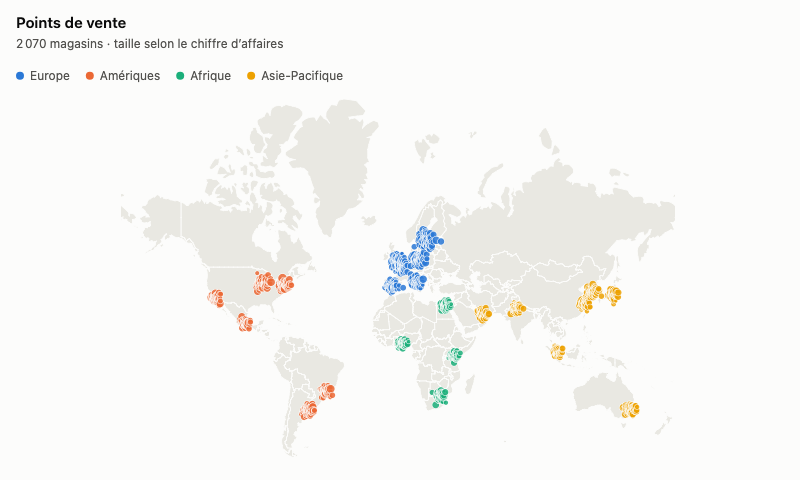 Points de vente
2 070 magasins · taille selon le chiffre d’affaires
Europe
Amériques
Afrique
Asie-Pacifique